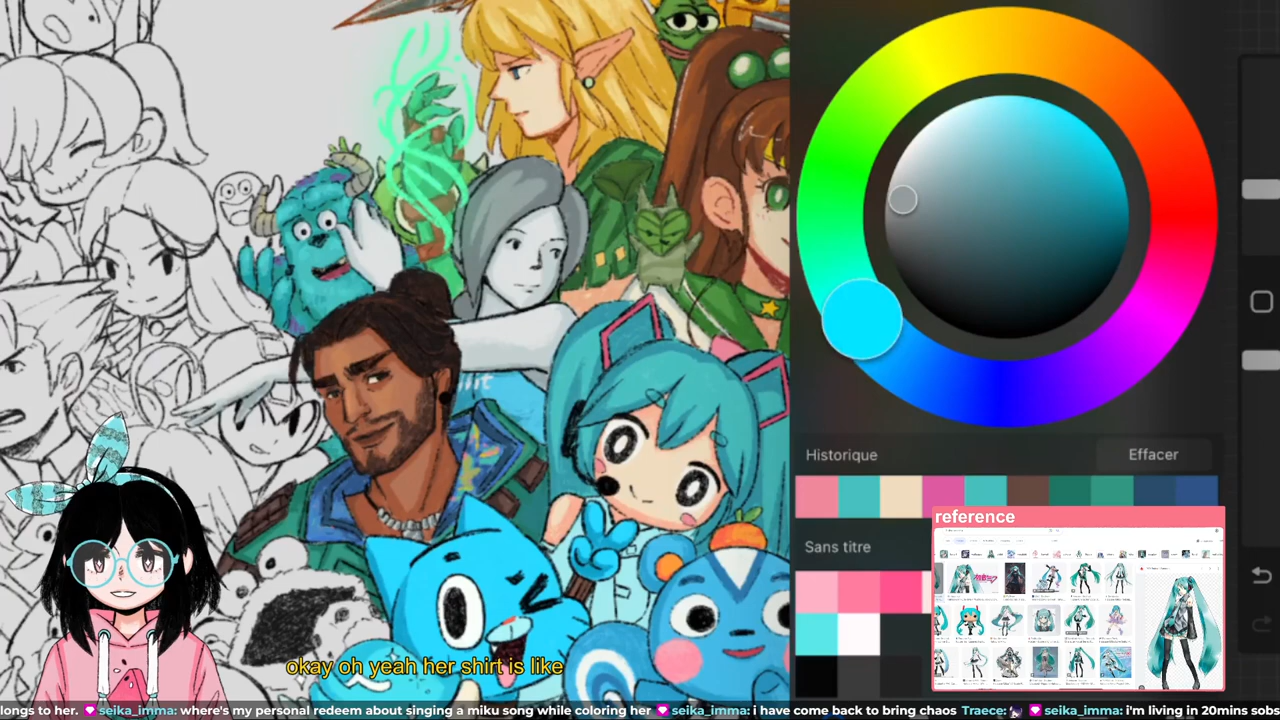 Historique
Effacer
reference
Sans titre
okay oh yeah her shirt is like
longs to her. seika_imma: where's my personal redeem about singing a miku song while coloring her seika_imma: i have come back to bring chaos Traece: seika_imma: i'm living in 20mins sobs